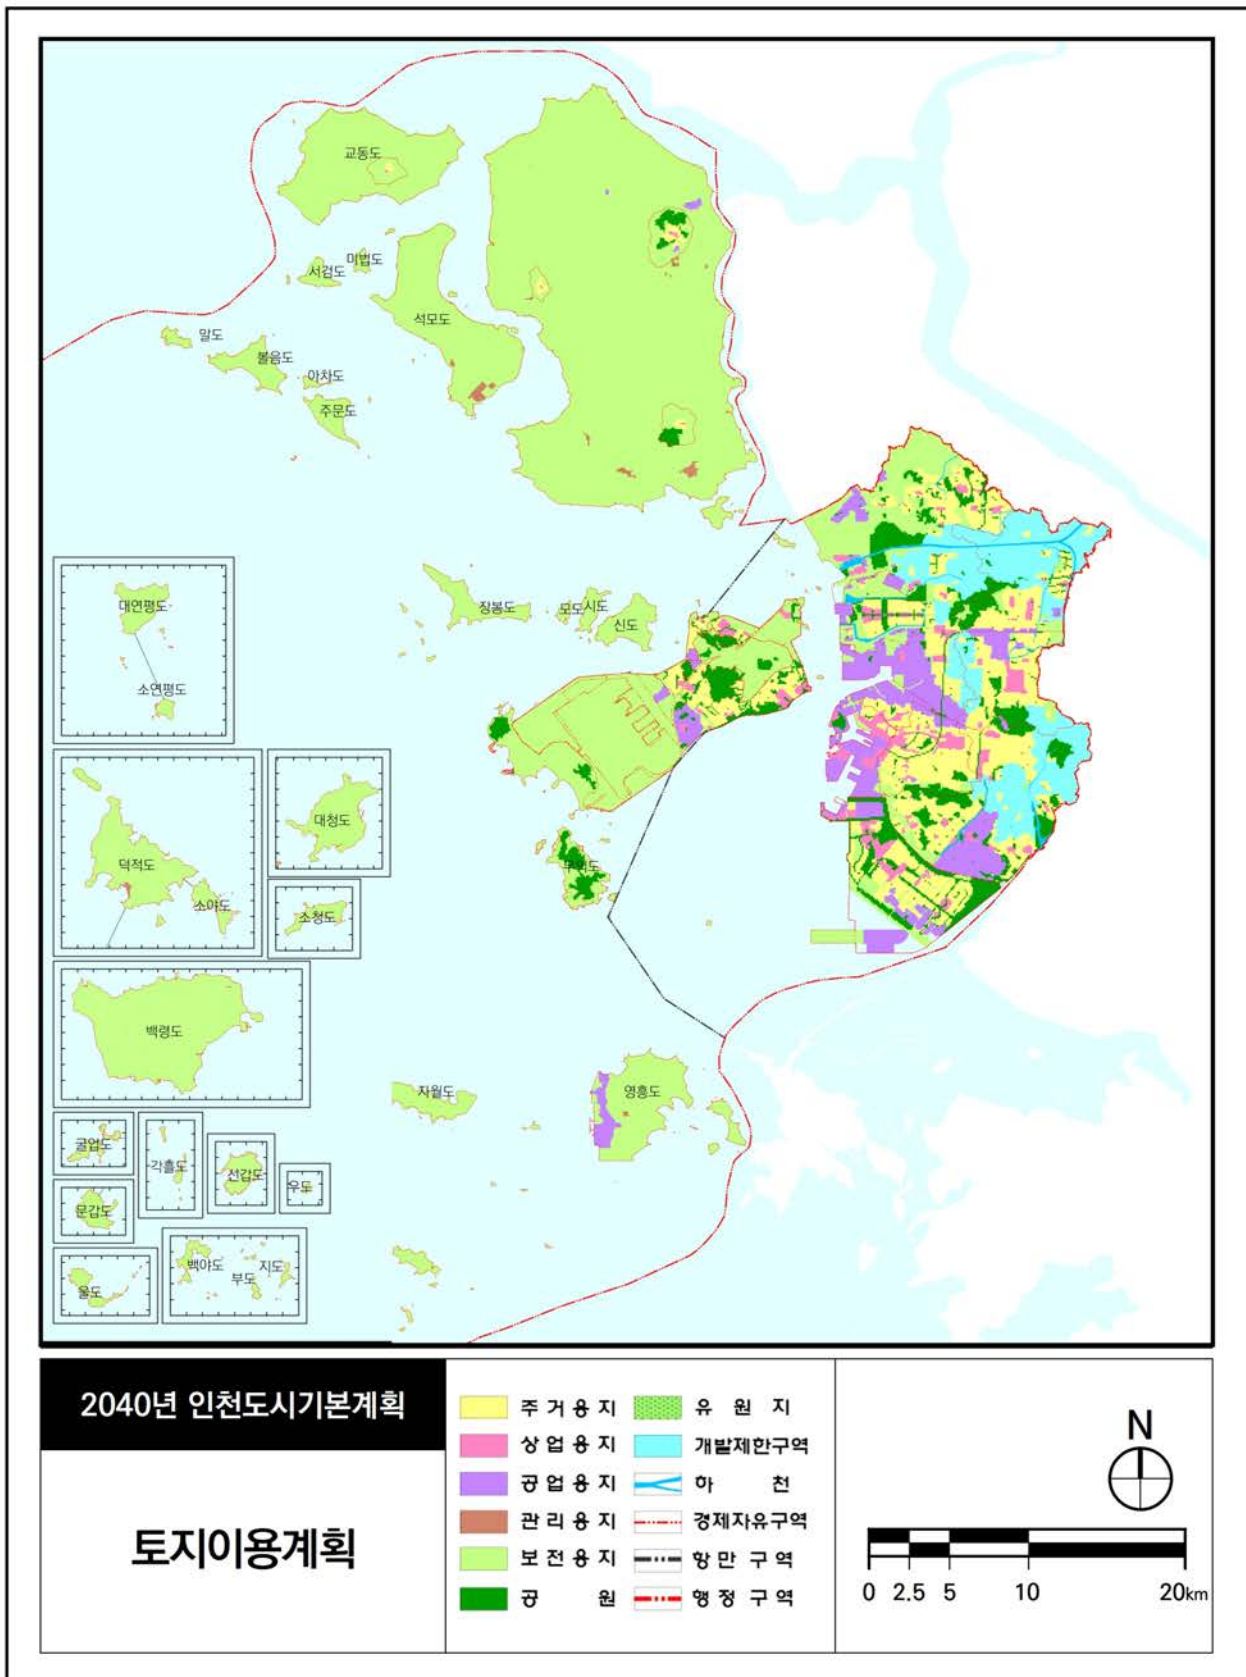 교동도
미법도
서검도
석모도
말도
볼음도
아차도
주문도
대연평도
소연평도
장봉도
모도
시도
신도
대청도
덕적도
소야도
소청도
무의도
백령도
자월도
영흥도
굴업도
각흘도
선갑도
우도
문갑도
백야도
지도
부도
울도
2040년 인천도시기본계획
토지이용계획
주거용지
상업용지
공업용지
관리용지
보전용지
공원
유원지
개발제한구역
하천
경제자유구역
항만 구역
행정 구역
N
0 2.5 5 10 20km